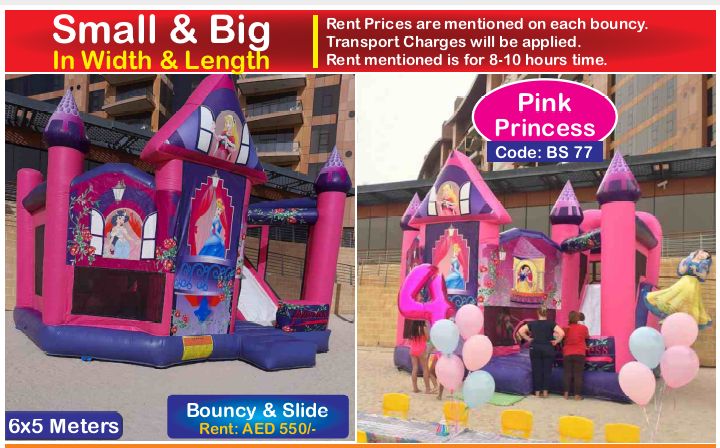 Small & Big
In Width & Length
Rent Prices are mentioned on each bouncy.
Transport Charges will be applied.
Rent mentioned is for 8-10 hours time.
Pink
Princess
Code: BS 77
4
6x5 Meters
Bouncy & Slide
Rent: AED 550/-